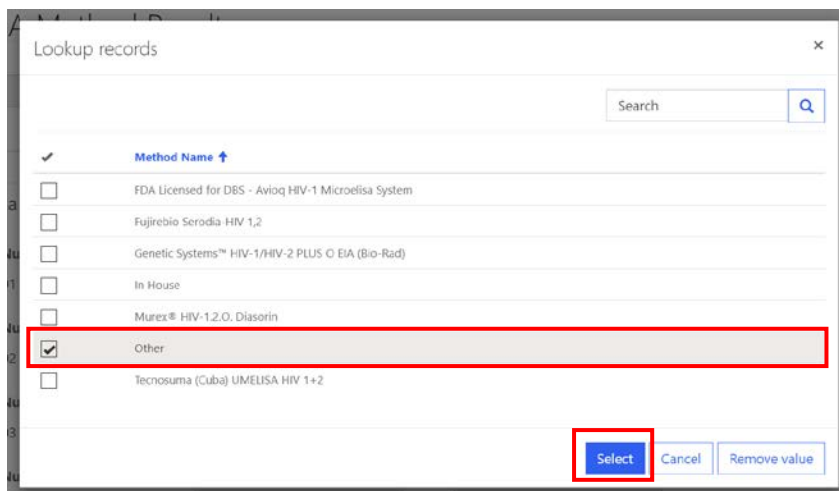 Lookup records ×
Search
✓ Method Name ↑
FDA Licensed for DBS - Avioq HIV-1 Microelisa System
Fujirebio Serodia-HIV 1,2
Genetic Systems™ HIV-1/HIV-2 PLUS O EIA (Bio-Rad)
In House
Murex® HIV-1.2.O. Diasorin
Other
Tecnosuma (Cuba) UMELISA HIV 1+2
Select Cancel Remove value